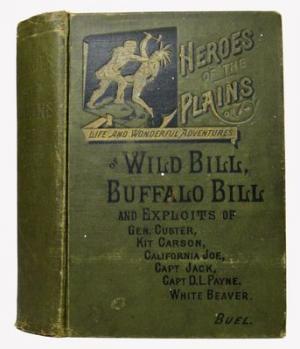 HEROES
OF THE
PLAINS
OR
LIFE AND WONDERFUL ADVENTURES
OF WILD BILL,
BUFFALO BILL
AND EXPLOITS OF
GEN. CUSTER,
KIT CARSON,
CALIFORNIA JOE,
CAPT JACK,
CAPT D.L. PAYNE,
WHITE BEAVER.
BUEL.